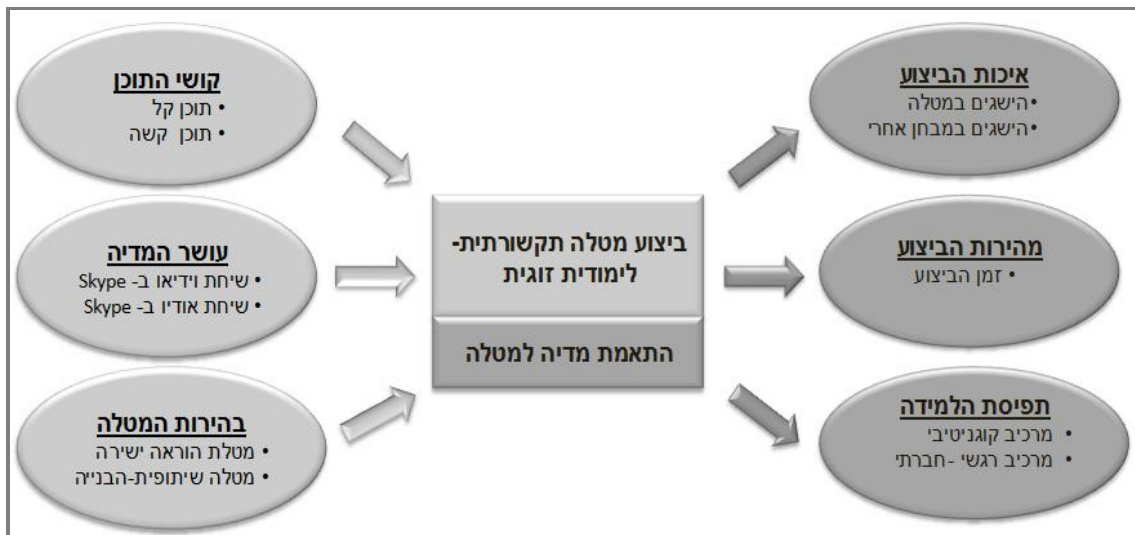 קושי התוכן
• תוכן קל
• תוכן קשה
עושר המדיה
• שיחת וידיאו ב- Skype
• שיחת אודיו ב- Skype
בהירות המטלה
• מטלת הוראה ישירה
• מטלה שיתופית-הבנייה
ביצוע מטלה תקשורתית-
לימודית זוגית
התאמת מדיה למטלה
איכות הביצוע
•הישגים במטלה
•הישגים במבחן אחרי
מהירות הביצוע
• זמן הביצוע
תפיסת הלמידה
• מרכיב קוגניטיבי
• מרכיב רגשי -חברתי